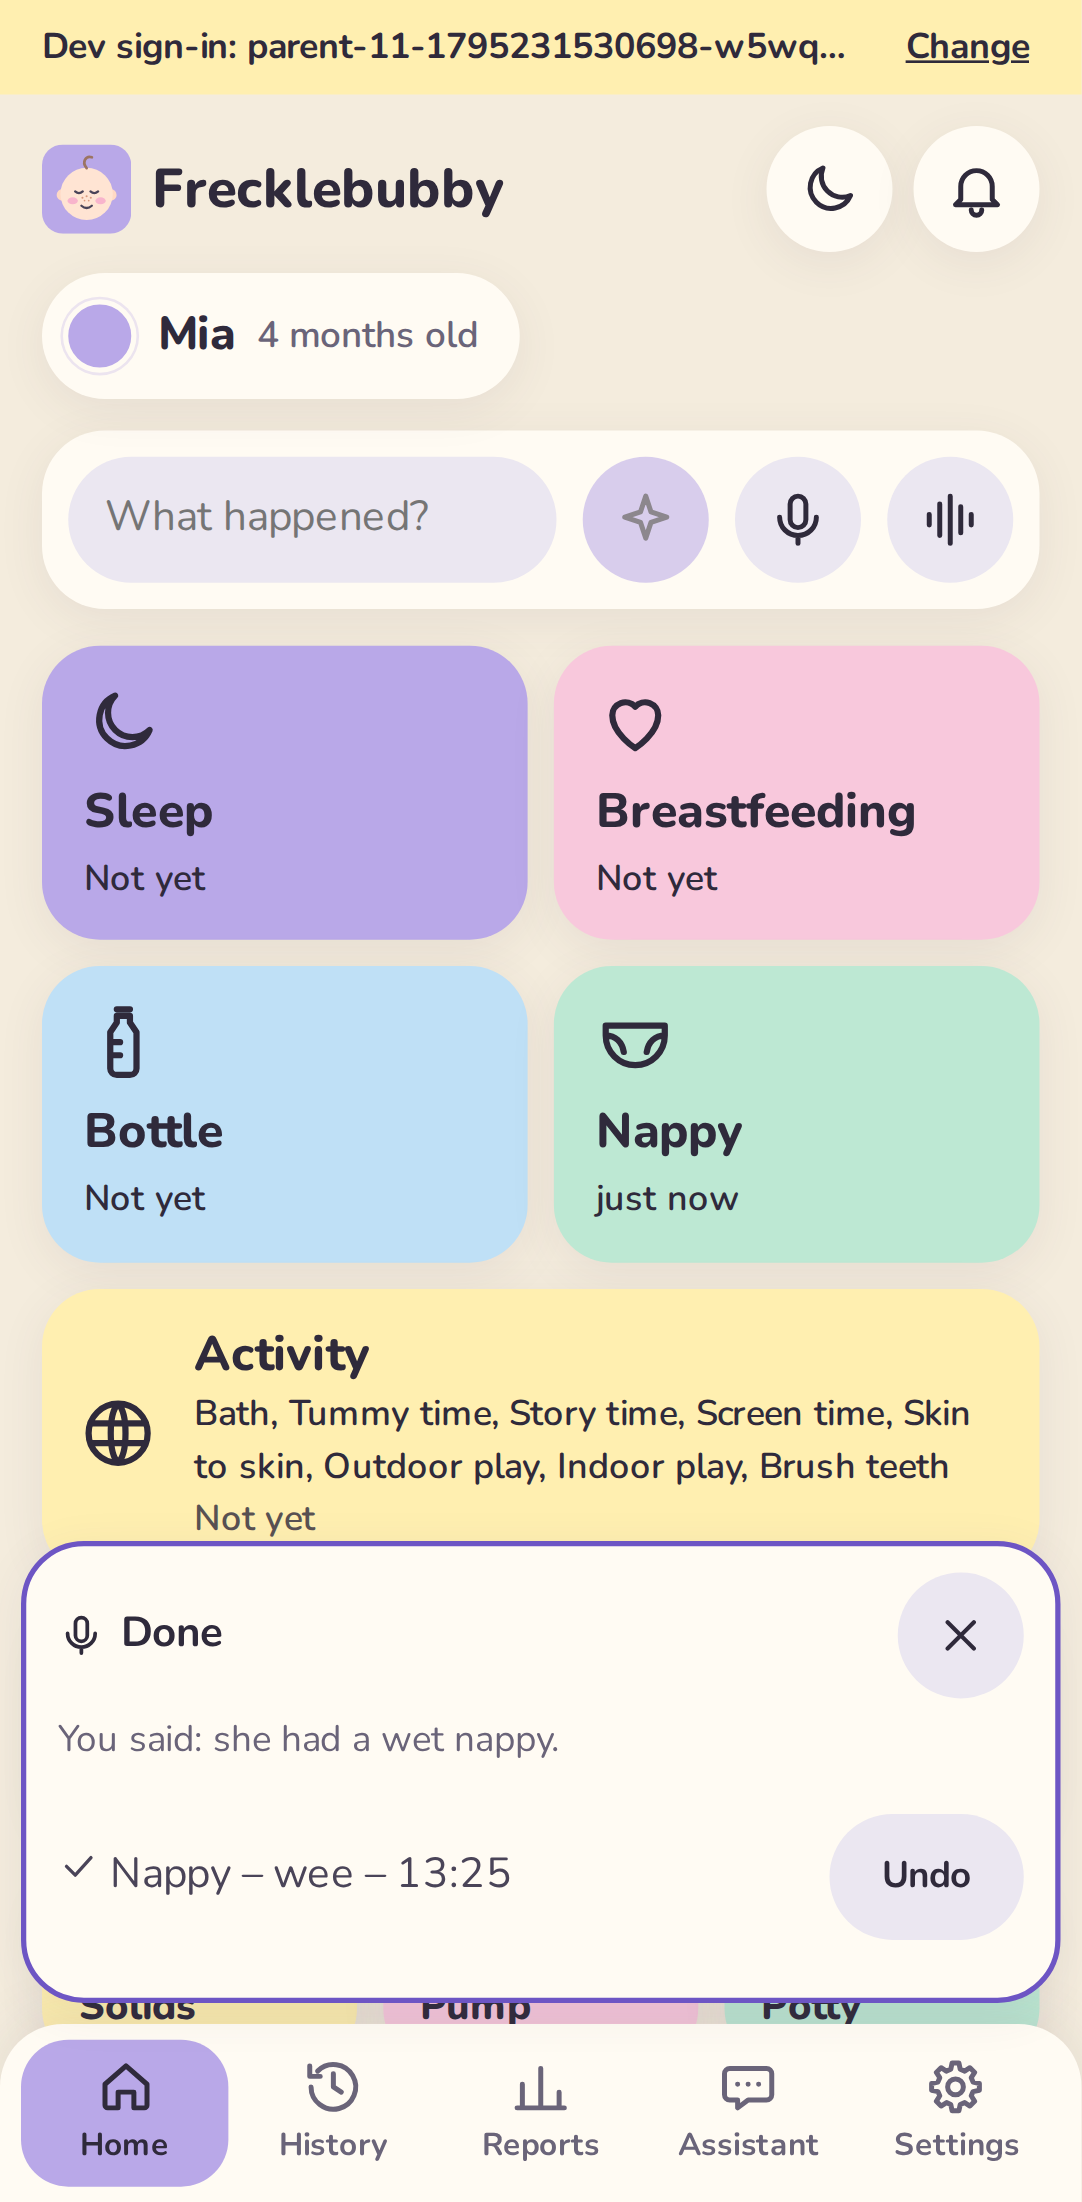 Dev sign-in: parent-11-1795231530698-w5wq... Change
Frecklebubby
Mia 4 months old
What happened?
Sleep
Not yet
Breastfeeding
Not yet
Bottle
Not yet
Nappy
just now
Activity
Bath, Tummy time, Story time, Screen time, Skin
to skin, Outdoor play, Indoor play, Brush teeth
Not yet
Done
You said: she had a wet nappy.
Nappy – wee – 13:25
Undo
Solids Pump Potty
Home History Reports Assistant Settings